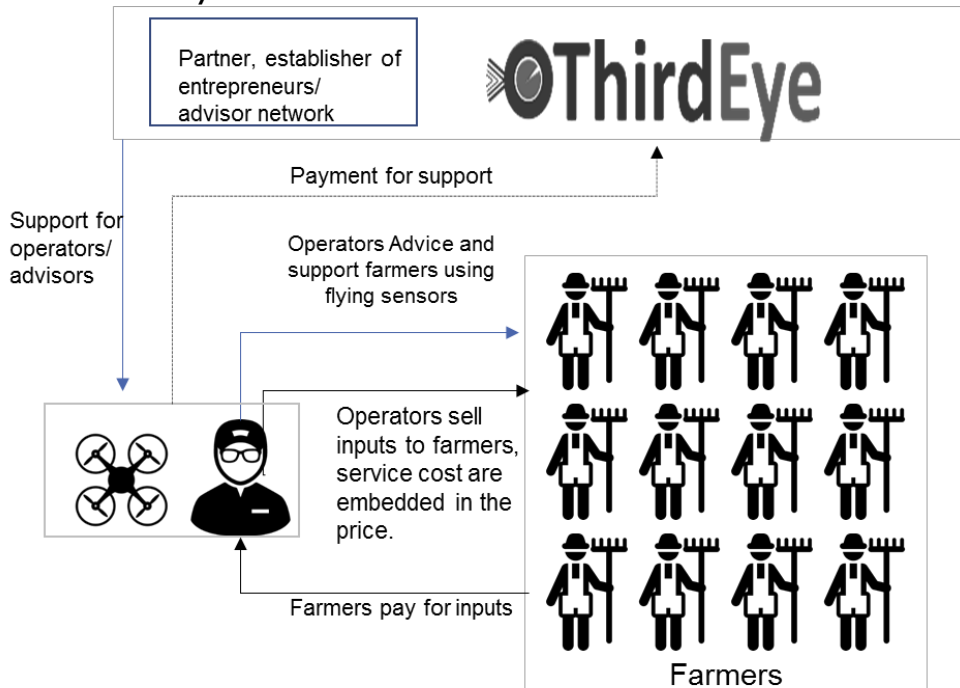 Partner, establisher of
entrepreneurs/
advisor network
ThirdEye
Payment for support
Support for
operators/
advisors
Operators Advice and
support farmers using
flying sensors
Operators sell
inputs to farmers,
service cost are
embedded in the
price.
Farmers pay for inputs
Farmers